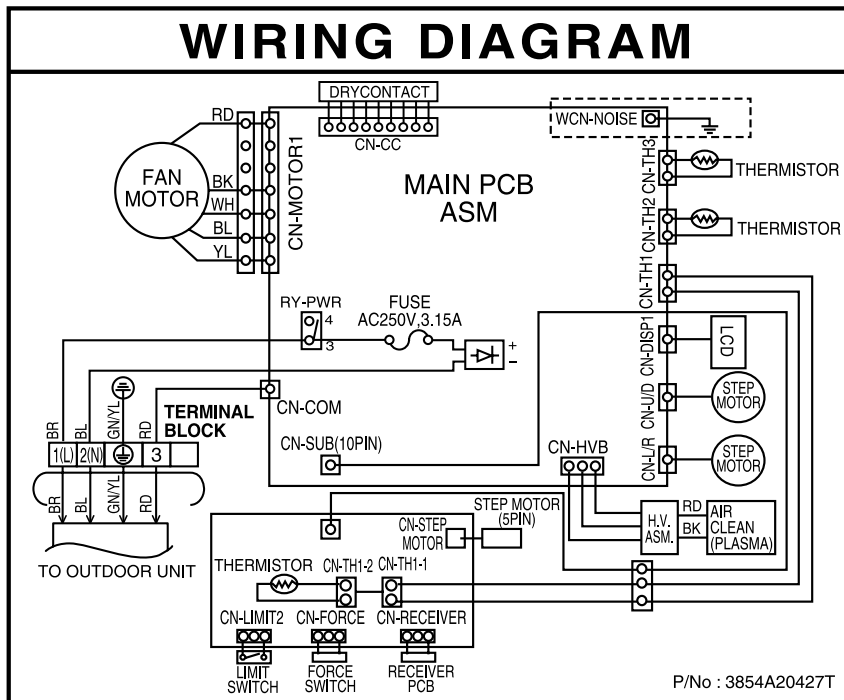 WIRING DIAGRAM
DRYCONTACT
CN-CC
WCN-NOISE
RD
FAN
MOTOR
BK
WH
BL
YL
CN-MOTOR1
MAIN PCB
ASM
CN-TH3
THERMISTOR
CN-TH2
THERMISTOR
CN-TH1
RY-PWR
4
3
FUSE
AC250V,3.15A
+
-
CN-DISP1
LCD
CN-U/D
STEP
MOTOR
CN-L/R
STEP
MOTOR
CN-COM
TERMINAL
BLOCK
BR
BL
GN/YL
RD
1(L)
2(N)
3
BR
BL
GN/YL
RD
TO OUTDOOR UNIT
CN-SUB(10PIN)
CN-HVB
H.V.
ASM.
RD
BK
AIR
CLEAN
(PLASMA)
CN-STEP
MOTOR
STEP MOTOR
(5PIN)
THERMISTOR
CN-TH1-2
CN-TH1-1
CN-LIMIT2
CN-FORCE
CN-RECEIVER
LIMIT
SWITCH
FORCE
SWITCH
RECEIVER
PCB
P/No : 3854A20427T